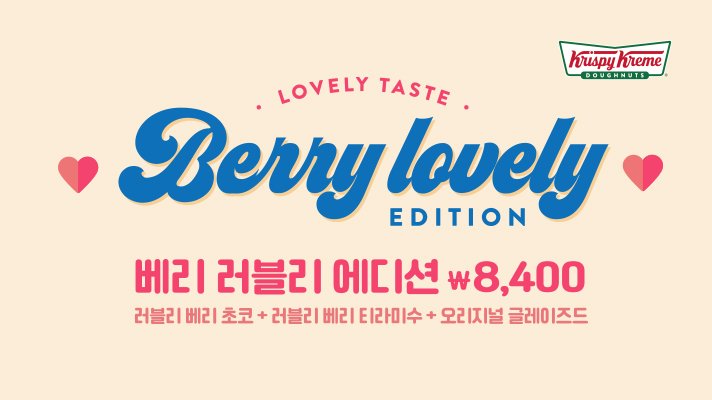 Krispy Kreme
DOUGHNUTS
LOVELY TASTE
Berry lovely
EDITION
베리 러블리 에디션 ₩8,400
러블리 베리 초코 + 러블리 베리 티라미수 + 오리지널 글레이즈드